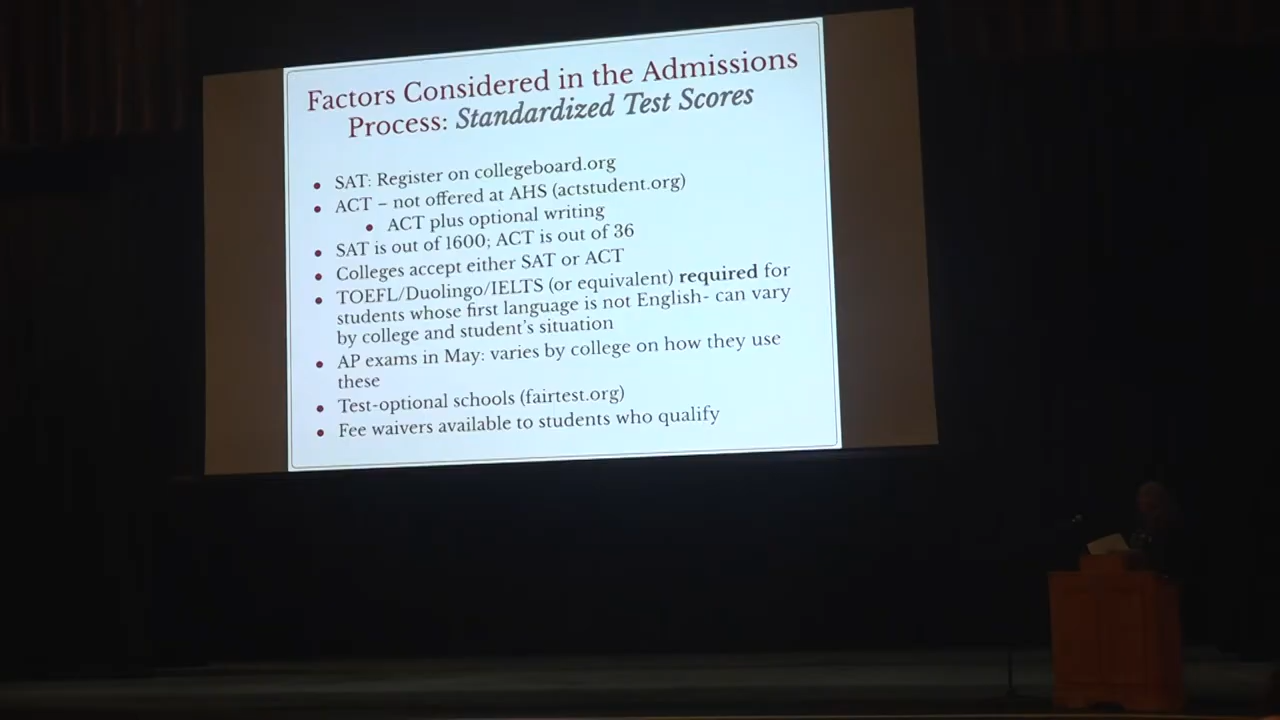 Factors Considered in the Admissions
Process: Standardized Test Scores
• SAT: Register on collegeboard.org
• ACT – not offered at AHS (actstudent.org)
• ACT plus optional writing
• SAT is out of 1600; ACT is out of 36
• Colleges accept either SAT or ACT
• TOEFL/Duolingo/IELTS (or equivalent) required for
students whose first language is not English- can vary
by college and student's situation
• AP exams in May: varies by college on how they use
these
• Test-optional schools (fairtest.org)
• Fee waivers available to students who qualify